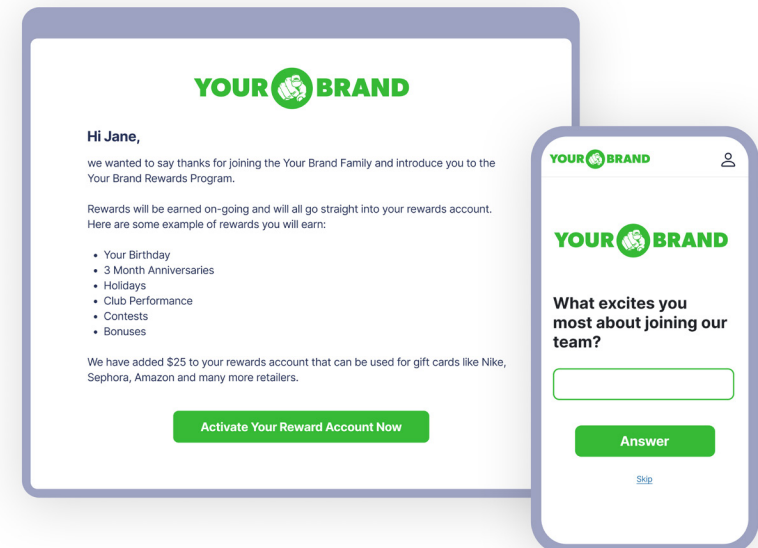 YOUR BRAND
Hi Jane,
we wanted to say thanks for joining the Your Brand Family and introduce you to the
Your Brand Rewards Program.
Rewards will be earned on-going and will all go straight into your rewards account.
Here are some example of rewards you will earn:
• Your Birthday
• 3 Month Anniversaries
• Holidays
• Club Performance
• Contests
• Bonuses
We have added $25 to your rewards account that can be used for gift cards like Nike,
Sephora, Amazon and many more retailers.
Activate Your Reward Account Now
YOUR BRAND
YOUR BRAND
What excites you
most about joining our
team?
Answer
Skip